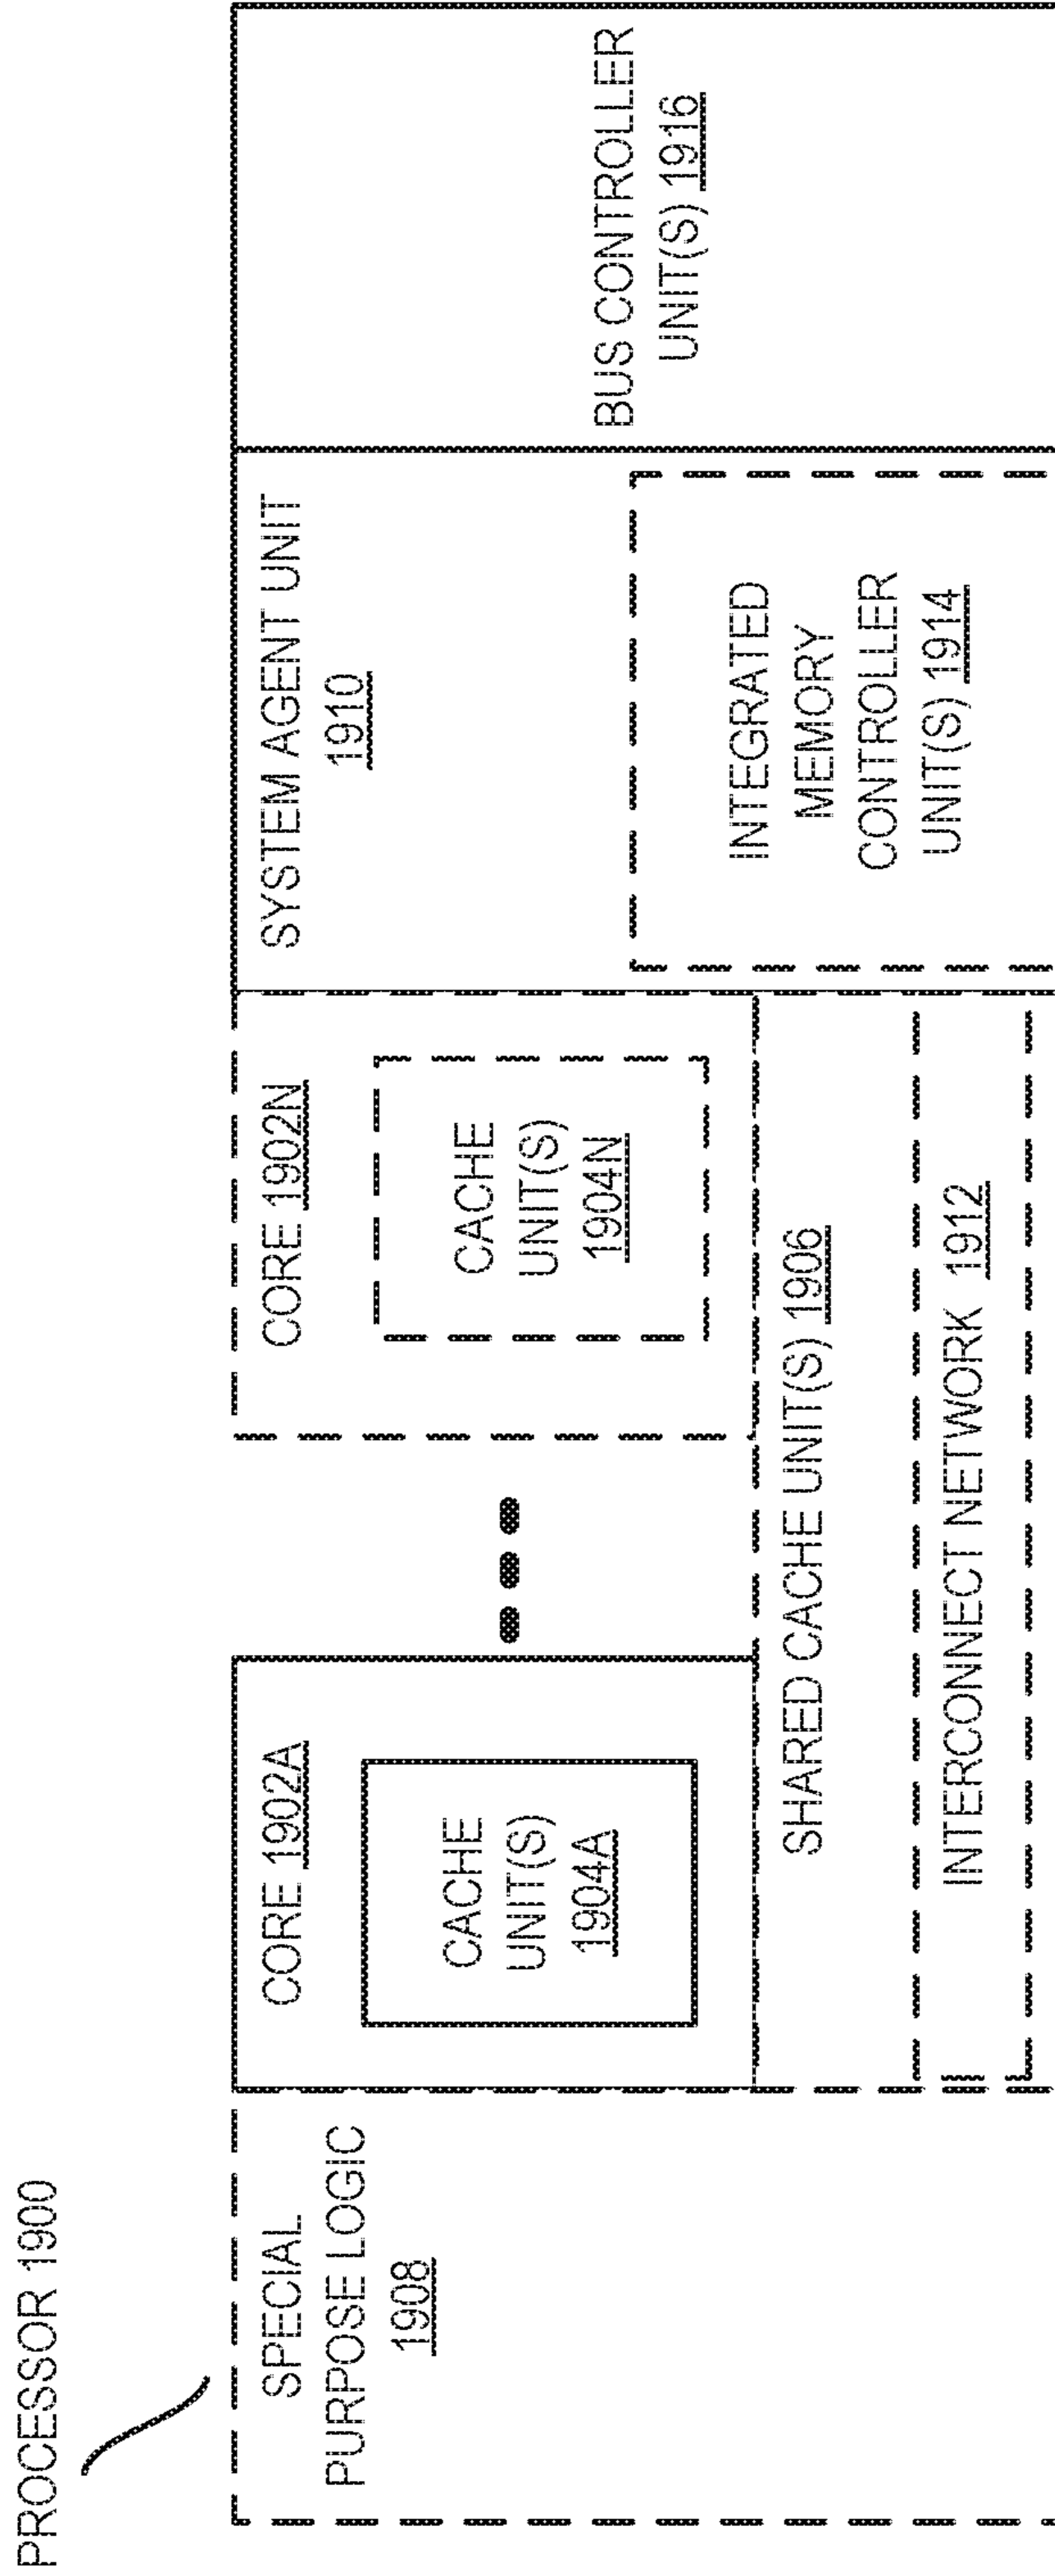 PROCESSOR 1900
SPECIAL
PURPOSE LOGIC
1908
CORE 1902A
CACHE
UNIT(S)
1904A
CORE 1902N
CACHE
UNIT(S)
1904N
SHARED CACHE UNIT(S) 1906
INTERCONNECT NETWORK 1912
SYSTEM AGENT UNIT
1910
INTEGRATED
MEMORY
CONTROLLER
UNIT(S) 1914
BUS CONTROLLER
UNIT(S) 1916